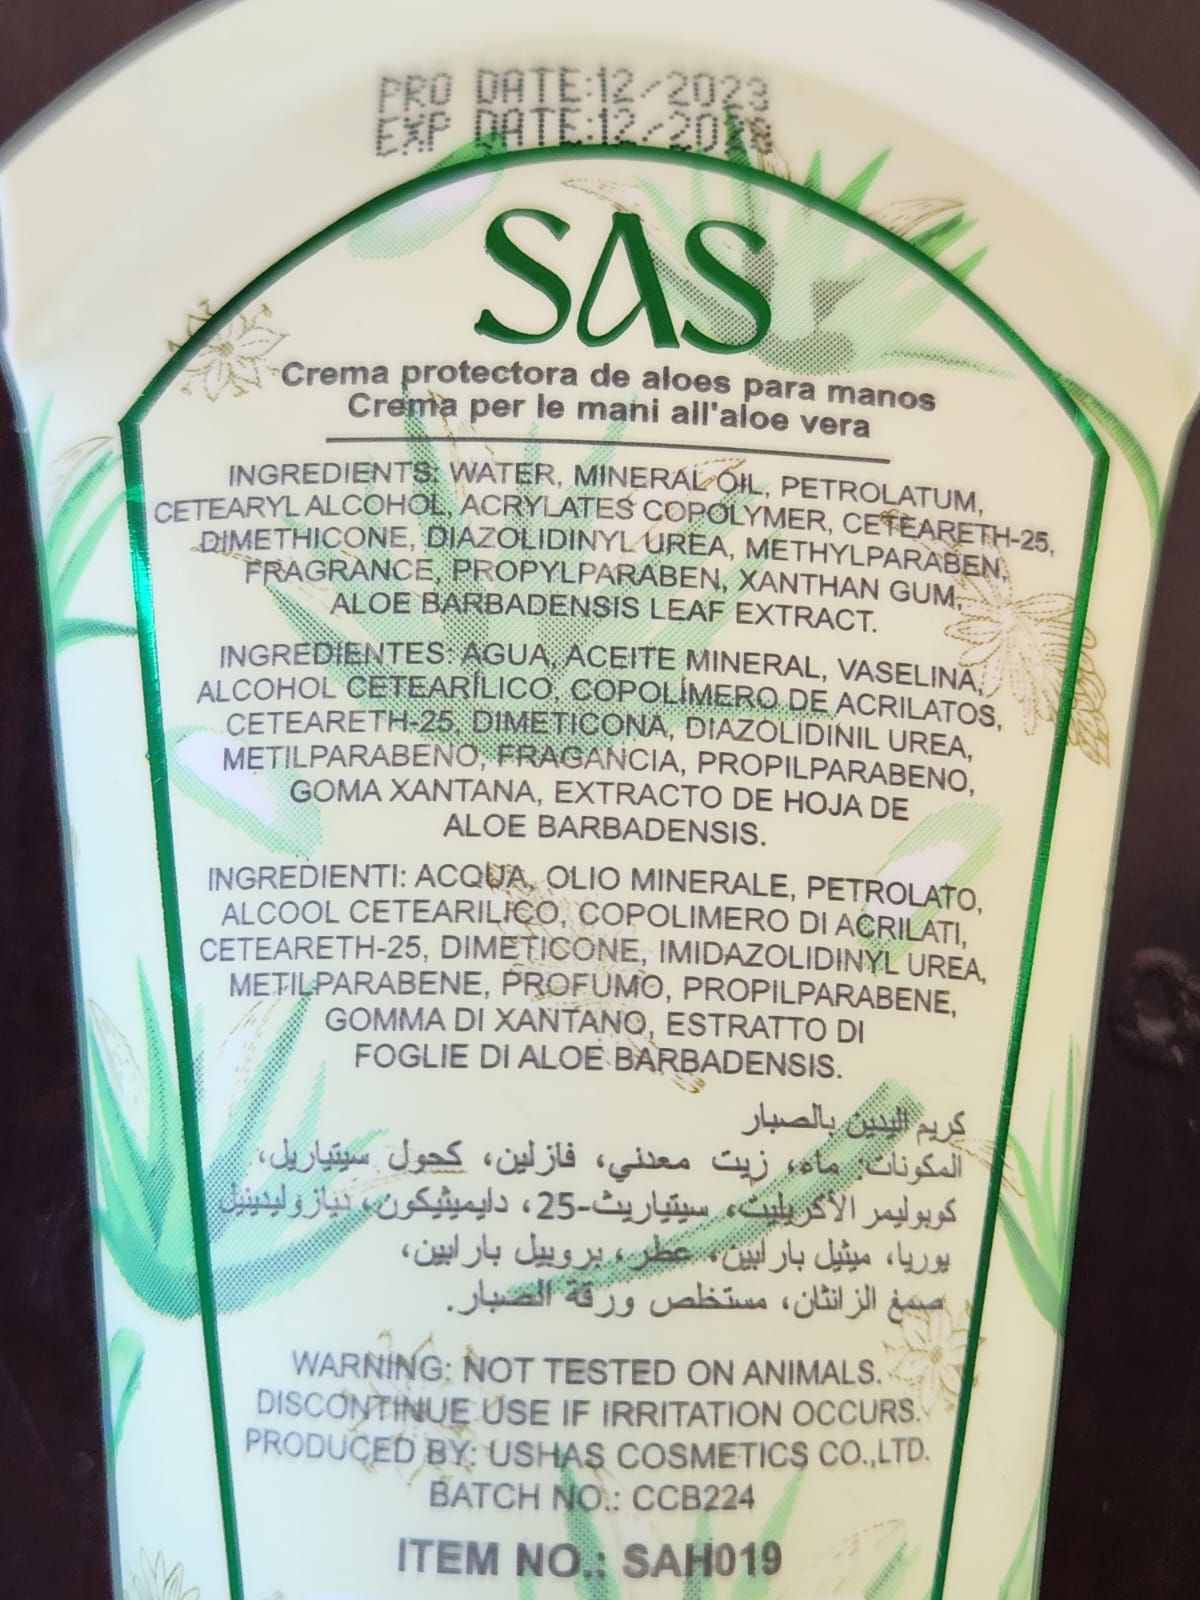 PRO DATE:12/2023
EXP DATE:12/2028
SAS
Crema protectora de aloes para manos
Crema per le mani all'aloe vera
INGREDIENTS: WATER, MINERAL OIL, PETROLATUM,
CETEARYL ALCOHOL, ACRYLATES COPOLYMER, CETEARETH-25,
DIMETHICONE, DIAZOLIDINYL UREA, METHYLPARABEN,
FRAGRANCE, PROPYLPARABEN, XANTHAN GUM,
ALOE BARBADENSIS LEAF EXTRACT.
INGREDIENTES: AGUA, ACEITE MINERAL, VASELINA,
ALCOHOL CETEARÍLICO, COPOLÍMERO DE ACRILATOS,
CETEARETH-25, DIMETICONA, DIAZOLIDINIL UREA,
METILPARABENO, FRAGANCIA, PROPILPARABENO,
GOMA XANTANA, EXTRACTO DE HOJA DE
ALOE BARBADENSIS.
INGREDIENTI: ACQUA, OLIO MINERALE, PETROLATO,
ALCOOL CETEARILICO, COPOLIMERO DI ACRILATI,
CETEARETH-25, DIMETICONE, IMIDAZOLIDINYL UREA,
METILPARABENE, PROFUMO, PROPILPARABENE,
GOMMA DI XANTANO, ESTRATTO DI
FOGLIE DI ALOE BARBADENSIS.
كريم اليدين بالصبار
المكونات: ماء، زيت معدني، فازلين، كحول سيتياريل،
كوبوليمر الأكريليت، سيتياريث-25، دايميثيكون، ديازوليدينيل
يوريا، ميثيل بارابين، عطر، بروبيل بارابين،
صمغ الزانثان، مستخلص ورقة الصبار.
WARNING: NOT TESTED ON ANIMALS.
DISCONTINUE USE IF IRRITATION OCCURS.
PRODUCED BY: USHAS COSMETICS CO.,LTD.
BATCH NO.: CCB224
ITEM NO.: SAH019